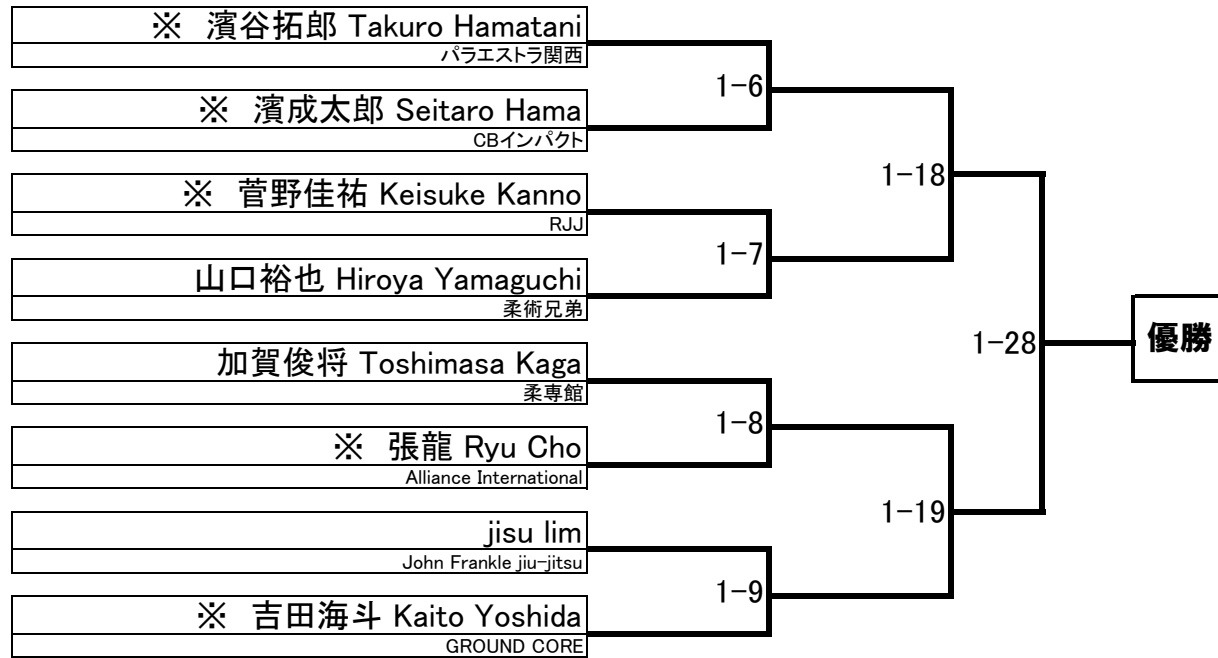 ※　濱谷拓郎 Takuro Hamatani
パラエストラ関西
1-6
※　濱成太郎 Seitaro Hama
CBインパクト
1-18
※　菅野佳祐 Keisuke Kanno
RJJ
1-7
山口裕也 Hiroya Yamaguchi
柔術兄弟
1-28
優勝
加賀俊将 Toshimasa Kaga
柔専館
1-8
※　張龍 Ryu Cho
Alliance International
1-19
jisu lim
John Frankle jiu-jitsu
1-9
※　吉田海斗 Kaito Yoshida
GROUND CORE